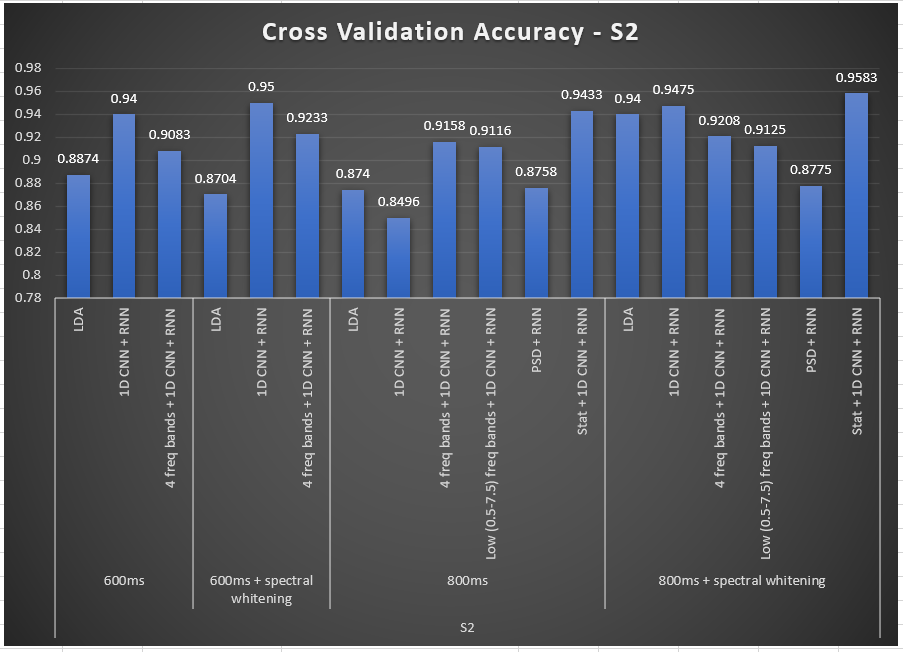 Cross Validation Accuracy - S2
0.98
0.96
0.94
0.92
0.9
0.88
0.86
0.84
0.82
0.8
0.78
0.8874
0.94
0.9083
0.8704
0.95
0.9233
0.874
0.8496
0.9158
0.9116
0.8758
0.9433
0.94
0.9475
0.9208
0.9125
0.8775
0.9583
LDA
1D CNN + RNN
4 freq bands + 1D CNN + RNN
LDA
1D CNN + RNN
4 freq bands + 1D CNN + RNN
LDA
1D CNN + RNN
4 freq bands + 1D CNN + RNN
Low (0.5-7.5) freq bands + 1D CNN + RNN
PSD + RNN
Stat + 1D CNN + RNN
LDA
1D CNN + RNN
4 freq bands + 1D CNN + RNN
Low (0.5-7.5) freq bands + 1D CNN + RNN
PSD + RNN
Stat + 1D CNN + RNN
600ms
600ms + spectral
whitening
800ms
800ms + spectral whitening
S2